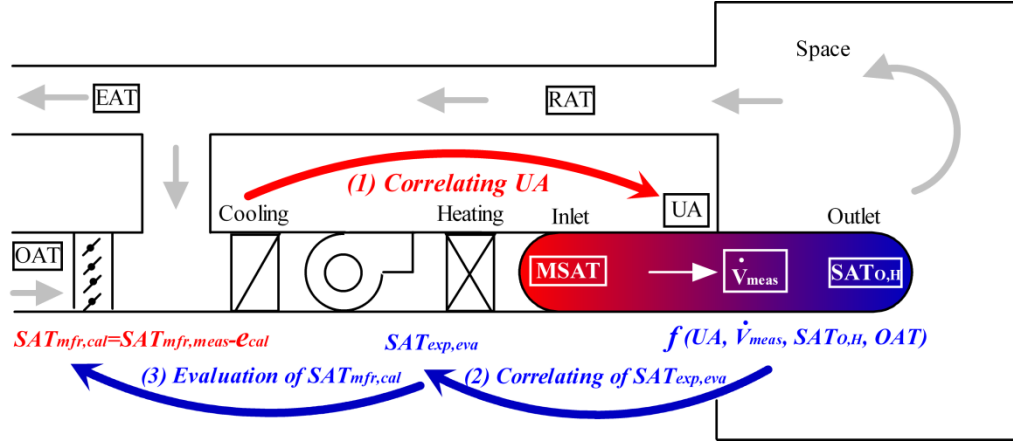 Space
EAT
RAT
(1) Correlating UA
Cooling
Heating
Inlet
UA
Outlet
OAT
MSAT
V̇meas
SATO,H
SATmfr,cal=SATmfr,meas-ecal
SATexp,eva
f (UA, V̇meas, SATO,H, OAT)
(3) Evaluation of SATmfr,cal
(2) Correlating of SATexp,eva